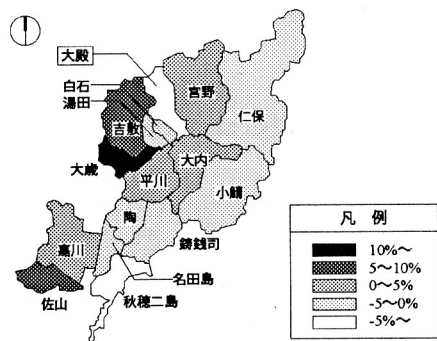 大殿
白石
湯田
吉敷
宮野
仁保
大歳
大内
平川
小鯖
陶
鋳銭司
嘉川
名田島
佐山
秋穂二島
凡 例
10%～
5～10%
0～5%
-5～0%
-5%～